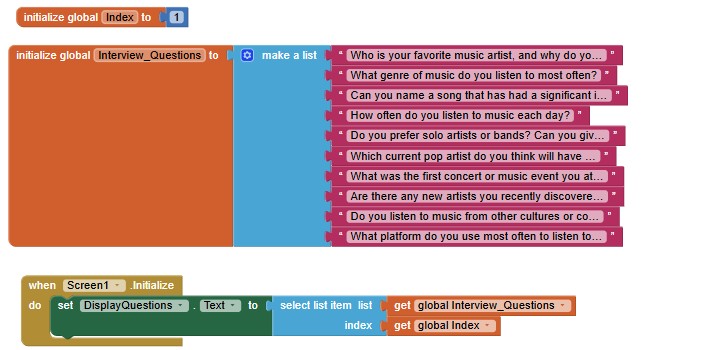 initialize global Index to 1
initialize global Interview_Questions to make a list " Who is your favorite music artist, and why do yo... "
" What genre of music do you listen to most often? "
" Can you name a song that has had a significant i... "
" How often do you listen to music each day? "
" Do you prefer solo artists or bands? Can you giv... "
" Which current pop artist do you think will have ... "
" What was the first concert or music event you at... "
" Are there any new artists you recently discovere... "
" Do you listen to music from other cultures or co... "
" What platform do you use most often to listen to... "
when Screen1 .Initialize
do set DisplayQuestions . Text to select list item list get global Interview_Questions
index get global Index